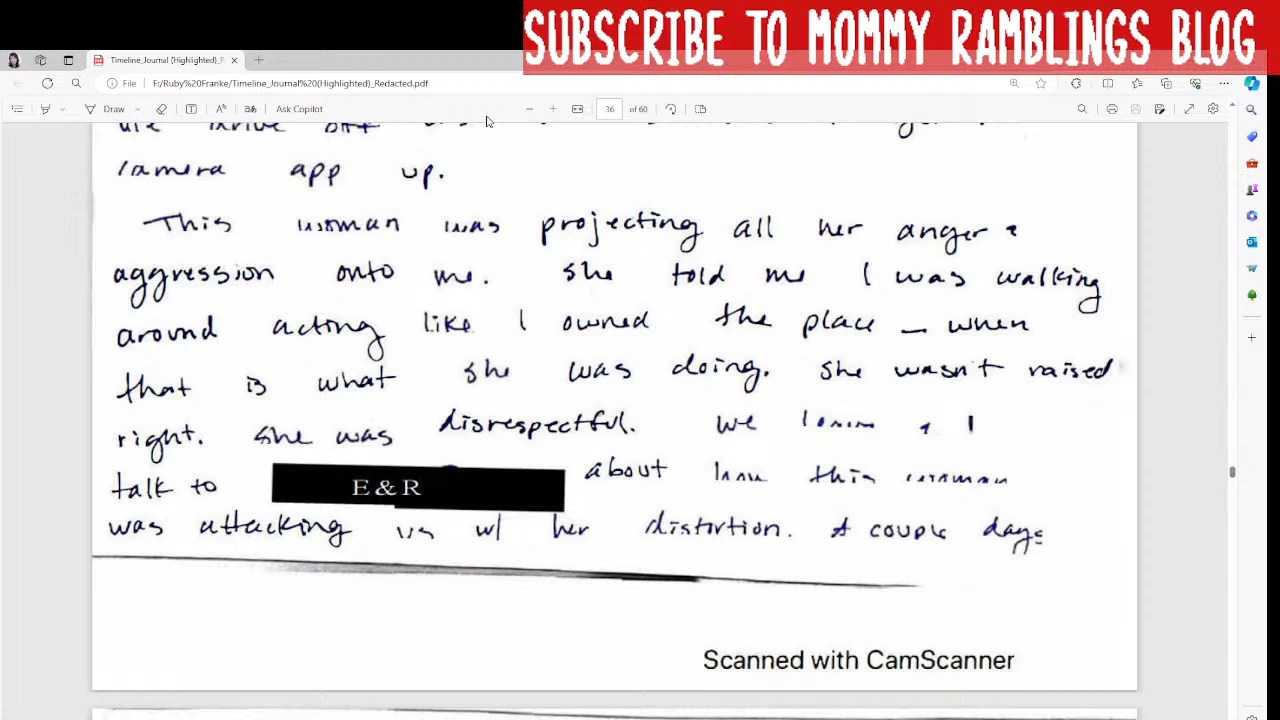 SUBSCRIBE TO MOMMY RAMBLINGS BLOG
Timeline_Journal (Highlighted)_R
File F:/Ruby%20Franke/Timeline_Journal%20(Highlighted)_Redacted.pdf
Draw Ask Copilot 36 of 60
camera app up.
This woman was projecting all her anger &
aggression onto me. She told me I was walking
around acting like I owned the place – when
that is what she was doing. She wasn't raised
right. She was disrespectful. We & I
talk to E & R about how this woman
was attacking us w/ her distortion. A couple days
Scanned with CamScanner